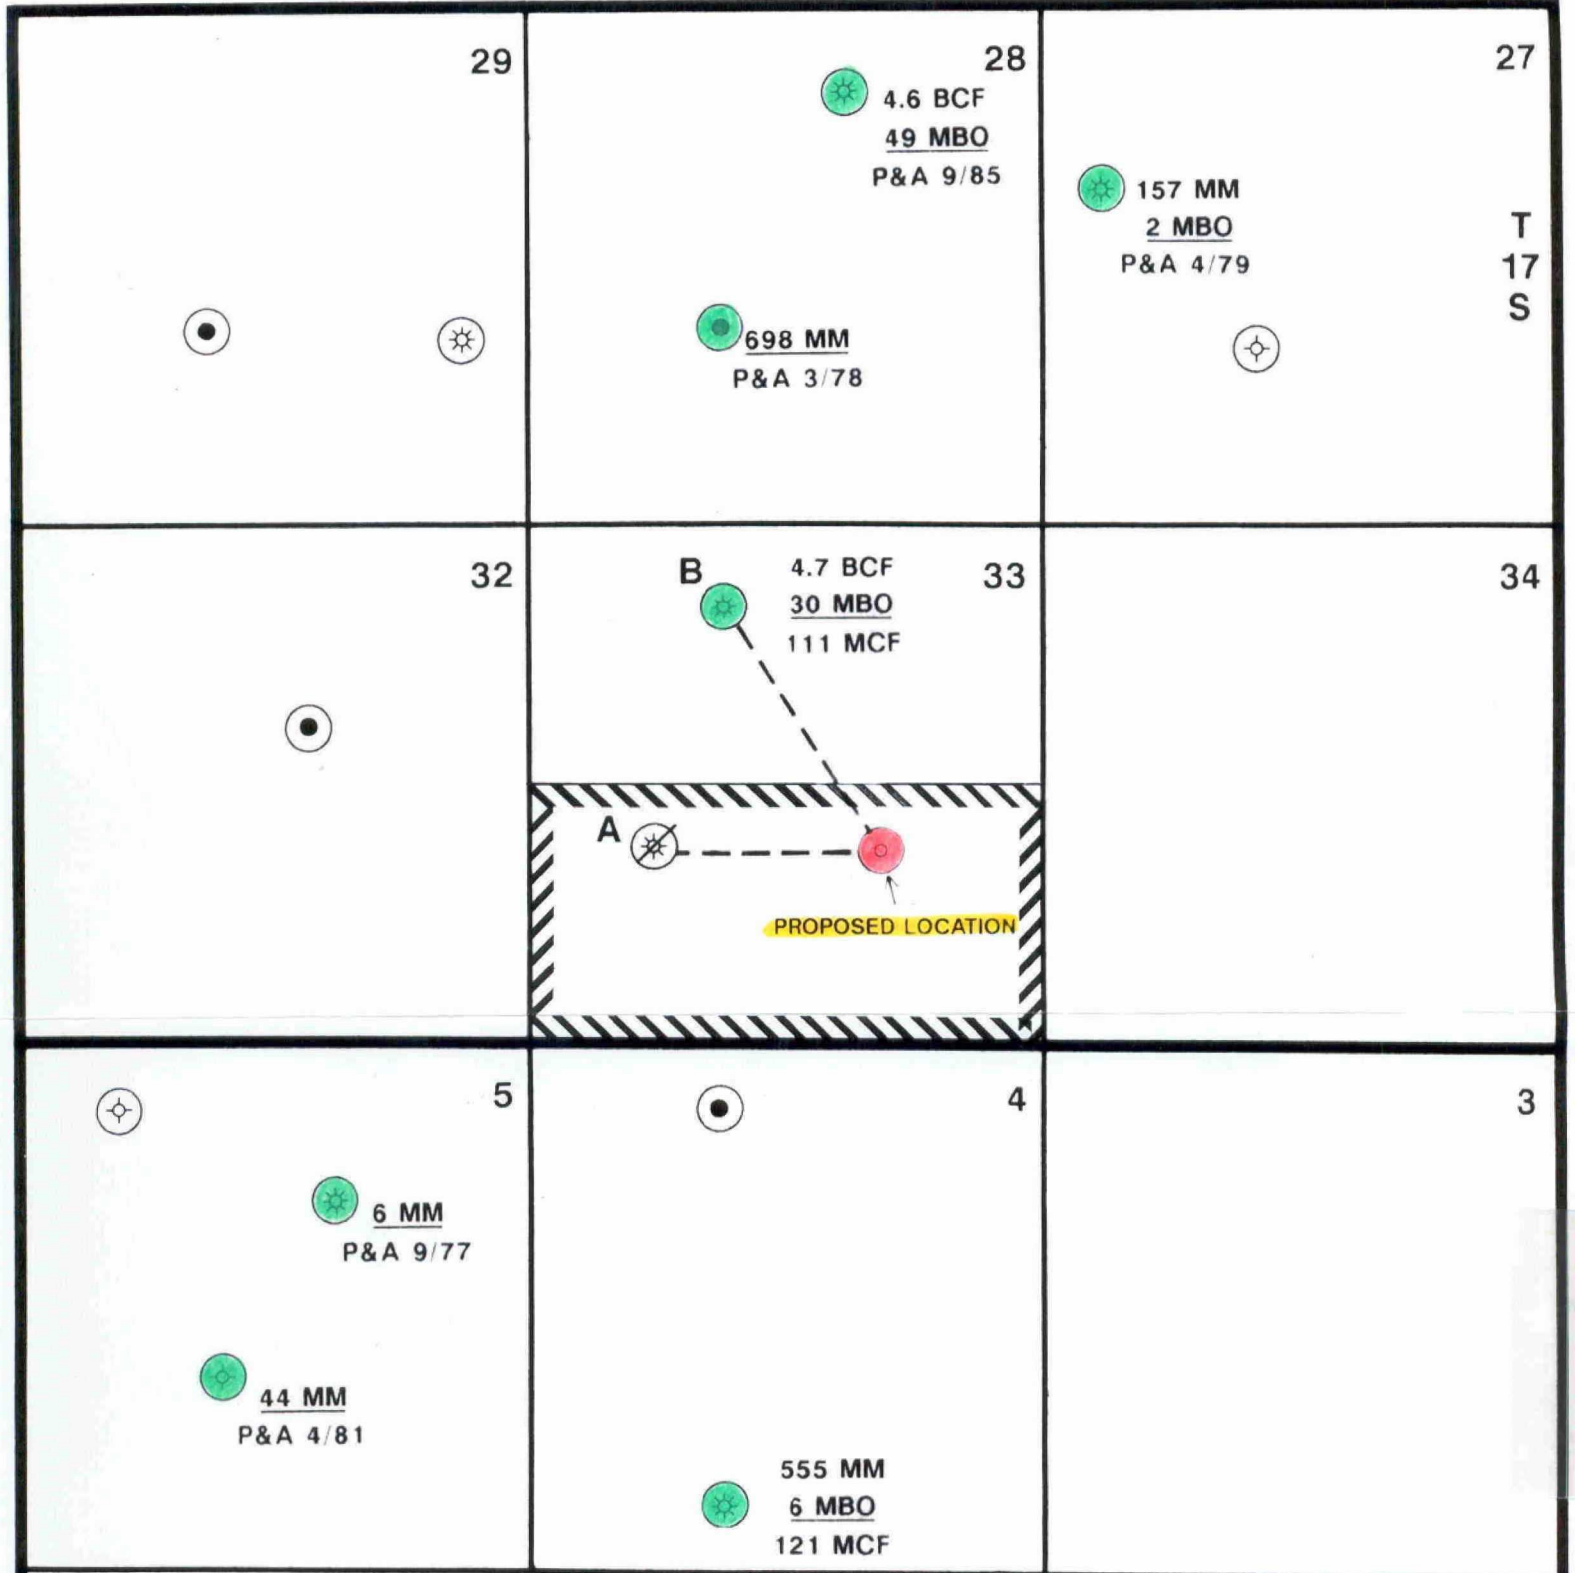 29
28
27
4.6 BCF
49 MBO
P&A 9/85
157 MM
2 MBO
P&A 4/79
T
17
S
698 MM
P&A 3/78
32
B
4.7 BCF
30 MBO
111 MCF
33
34
A
PROPOSED LOCATION
5
4
3
6 MM
P&A 9/77
44 MM
P&A 4/81
555 MM
6 MBO
121 MCF